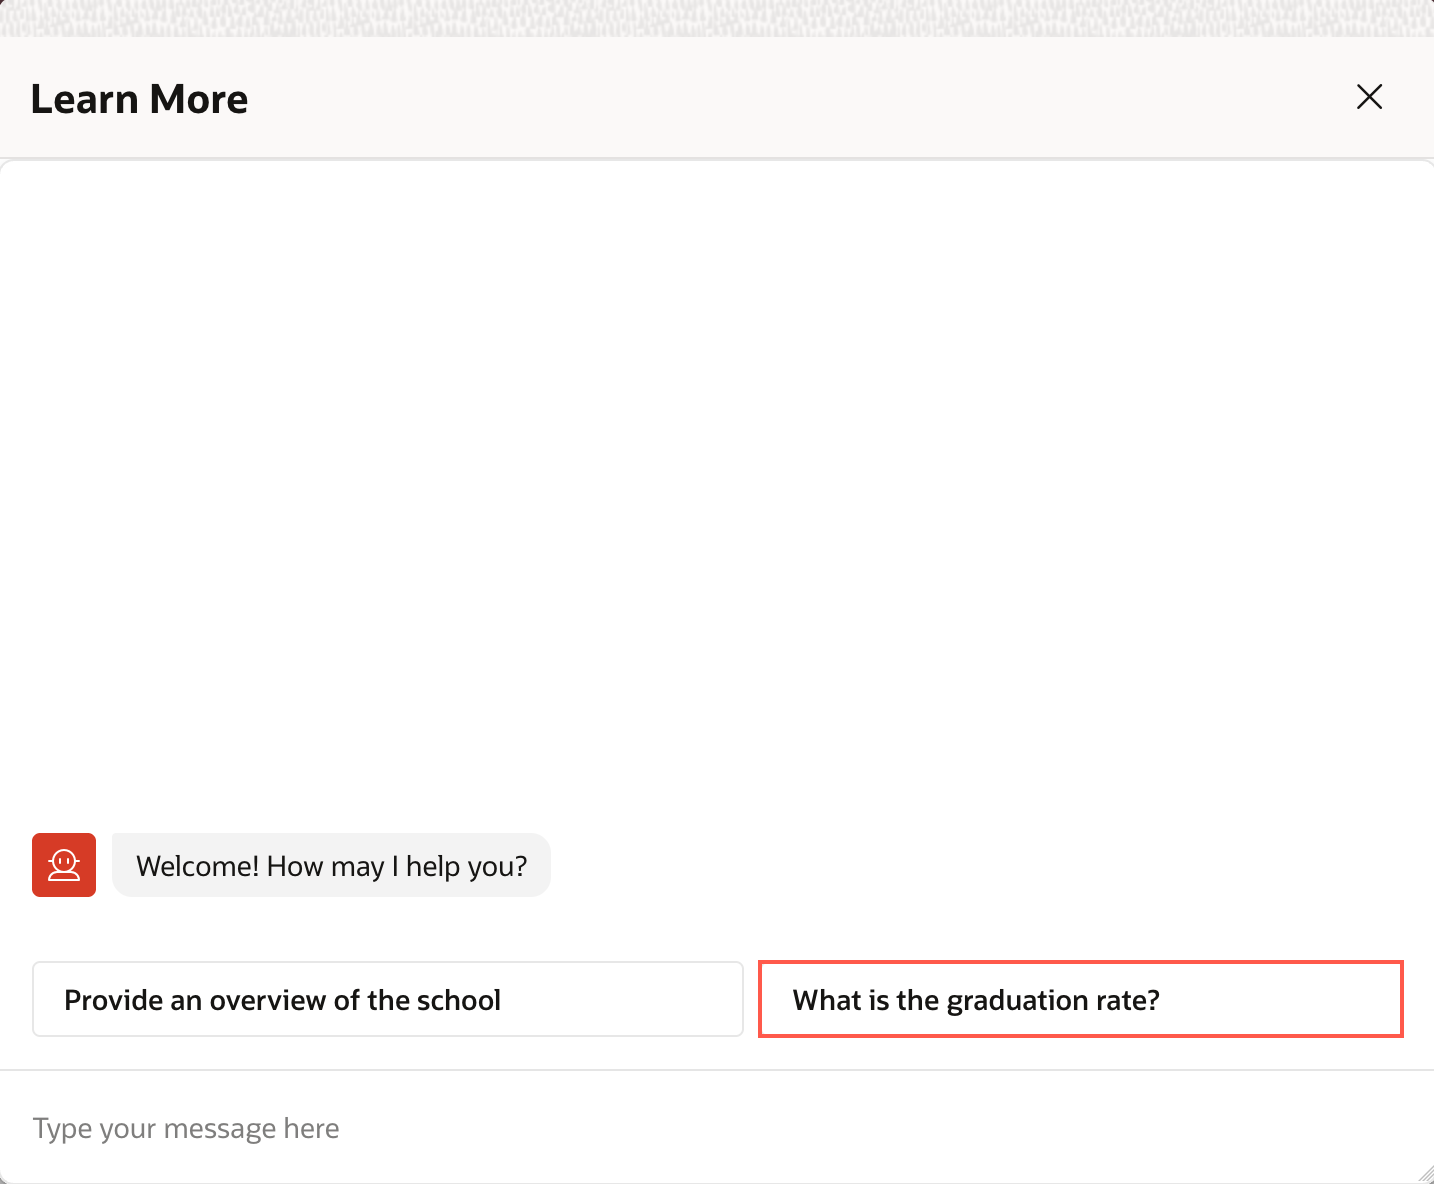 Learn More
Welcome! How may I help you?
Provide an overview of the school
What is the graduation rate?
Type your message here